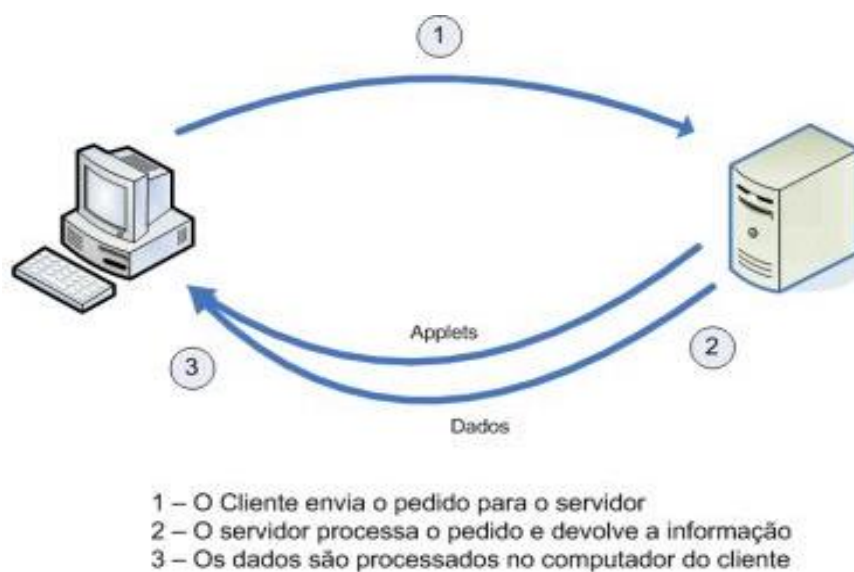 1
Applets
2
3
Dados
1 – O Cliente envia o pedido para o servidor
2 – O servidor processa o pedido e devolve a informação
3 – Os dados são processados no computador do cliente